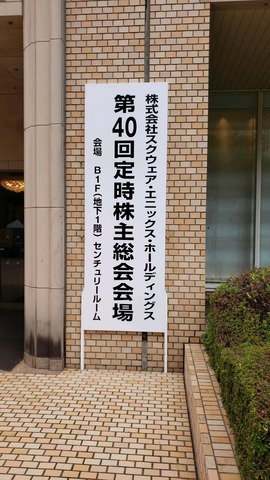 株式会社スクウェア・エニックス・ホールディングス
第40回定時株主総会会場
会場 B1F(地下1階) センチュリールーム